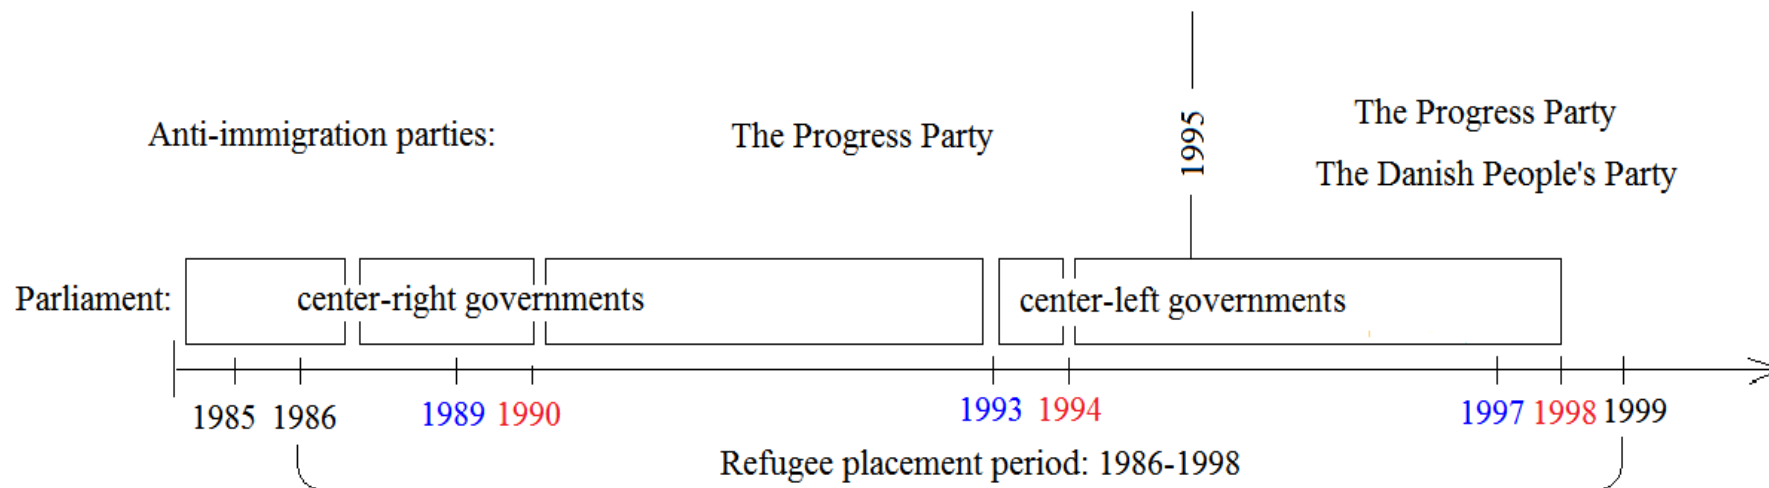 Anti-immigration parties:
The Progress Party
1995
The Progress Party
The Danish People's Party
Parliament:
center-right governments
center-left governments
1985
1986
1989
1990
1993
1994
1997
1998
1999
Refugee placement period: 1986-1998